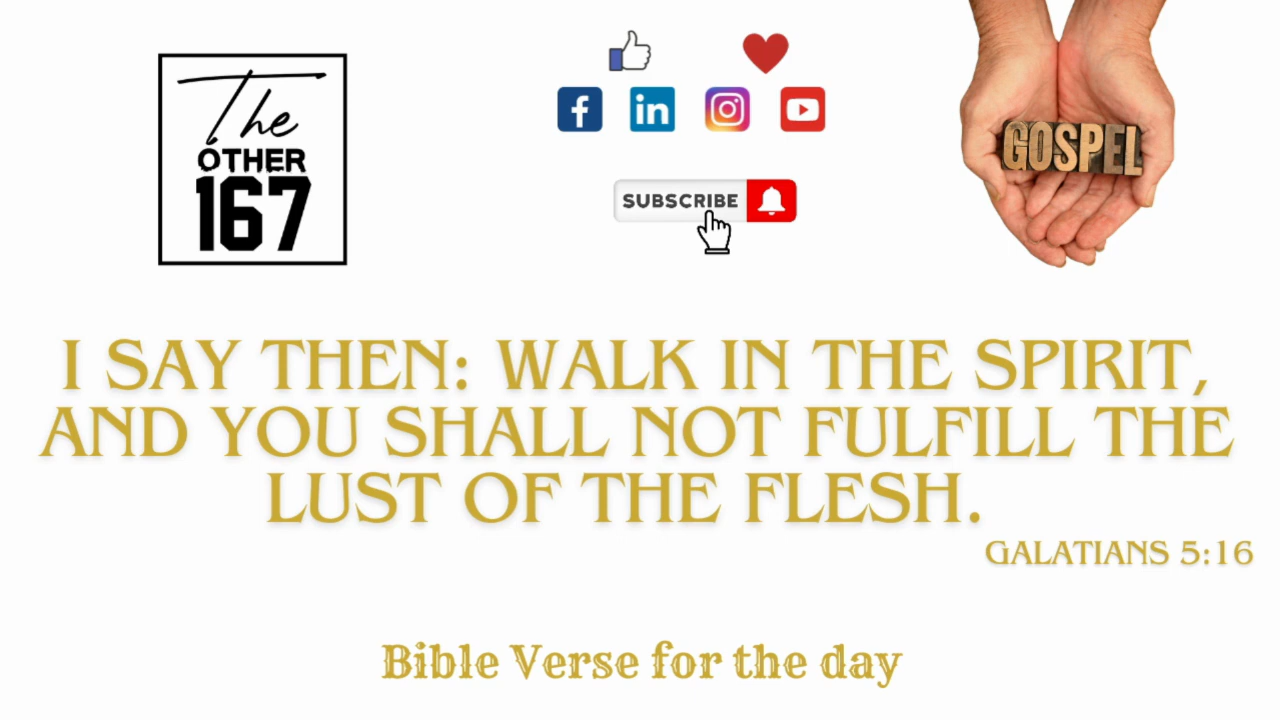 The
OTHER
167
SUBSCRIBE
GOSPEL
I SAY THEN: WALK IN THE SPIRIT,
AND YOU SHALL NOT FULFILL THE
LUST OF THE FLESH.
GALATIANS 5:16
Bible Verse for the day